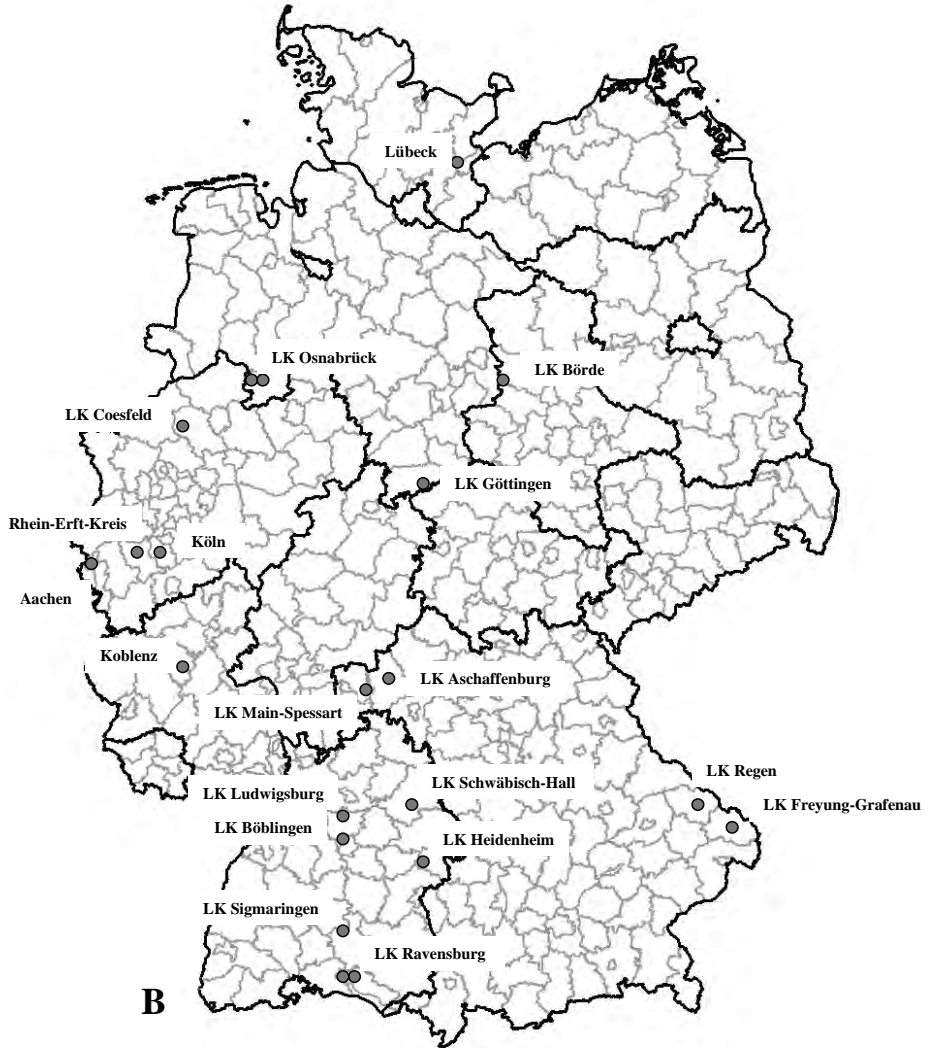 Lübeck
LK Osnabrück
LK Börde
LK Coesfeld
LK Göttingen
Rhein-Erft-Kreis
Köln
Aachen
Koblenz
LK Aschaffenburg
LK Main-Spessart
LK Regen
LK Schwäbisch-Hall
LK Ludwigsburg
LK Freyung-Grafenau
LK Böblingen
LK Heidenheim
LK Sigmaringen
LK Ravensburg
B